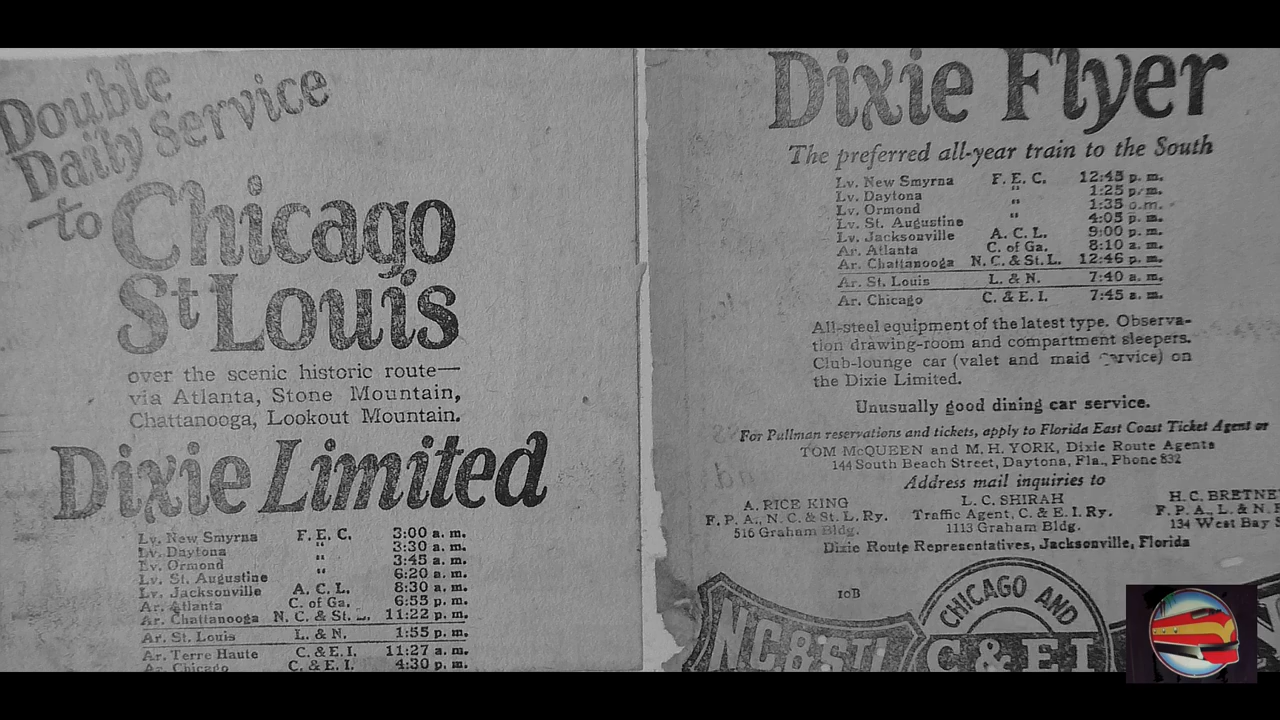 Double
Daily Service
to Chicago
St Louis
over the scenic historic route—
via Atlanta, Stone Mountain,
Chattanooga, Lookout Mountain.
Dixie Limited
Lv. New Smyrna F. E. C. 3:00 a. m.
Lv. Daytona " 3:30 a. m.
Lv. Ormond " 3:45 a. m.
Lv. St. Augustine " 6:20 a. m.
Lv. Jacksonville A. C. L. 8:30 a. m.
Ar. Atlanta C. of Ga. 6:55 p. m.
Ar. Chattanooga N. C. & St. L. 11:22 p. m.
Ar. St. Louis L. & N. 1:55 p. m.
Ar. Terre Haute C. & E. I. 11:27 a. m.
Ar. Chicago C. & E. I. 4:30 p. m.
Dixie Flyer
The preferred all-year train to the South
Lv. New Smyrna F. E. C. 12:45 p. m.
Lv. Daytona " 1:25 p. m.
Lv. Ormond " 1:35 p. m.
Lv. St. Augustine " 4:05 p. m.
Lv. Jacksonville A. C. L. 9:00 p. m.
Ar. Atlanta C. of Ga. 8:10 a. m.
Ar. Chattanooga N. C. & St. L. 12:46 p. m.
Ar. St. Louis L. & N. 7:40 a. m.
Ar. Chicago C. & E. I. 7:45 a. m.
All-steel equipment of the latest type. Observa-
tion drawing-room and compartment sleepers.
Club-lounge car (valet and maid service) on
the Dixie Limited.
Unusually good dining car service.
For Pullman reservations and tickets, apply to Florida East Coast Ticket Agent or
TOM McQUEEN and M. H. YORK, Dixie Route Agents
144 South Beach Street, Daytona, Fla., Phone 832
Address mail inquiries to
A. RICE KING L. C. SHIRAH H. C. BRETNE
F. P. A., N. C. & St. L. Ry. Traffic Agent, C. & E. I. Ry. F. P. A., L. & N. R
516 Graham Bldg. 1113 Graham Bldg. 134 West Bay S
Dixie Route Representatives, Jacksonville, Florida
10B
NC&StL
CHICAGO AND
C & E I